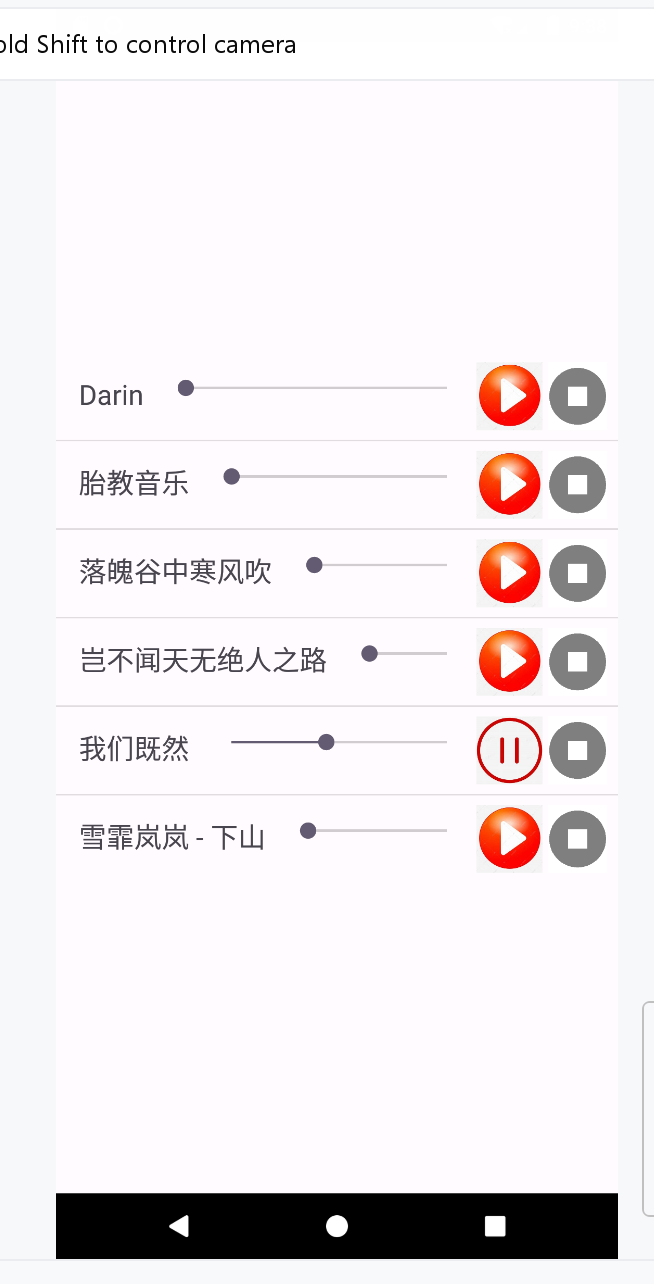 old Shift to control camera
Darin
胎教音乐
落魄谷中寒风吹
岂不闻天无绝人之路
我们既然
雪霏岚岚 - 下山